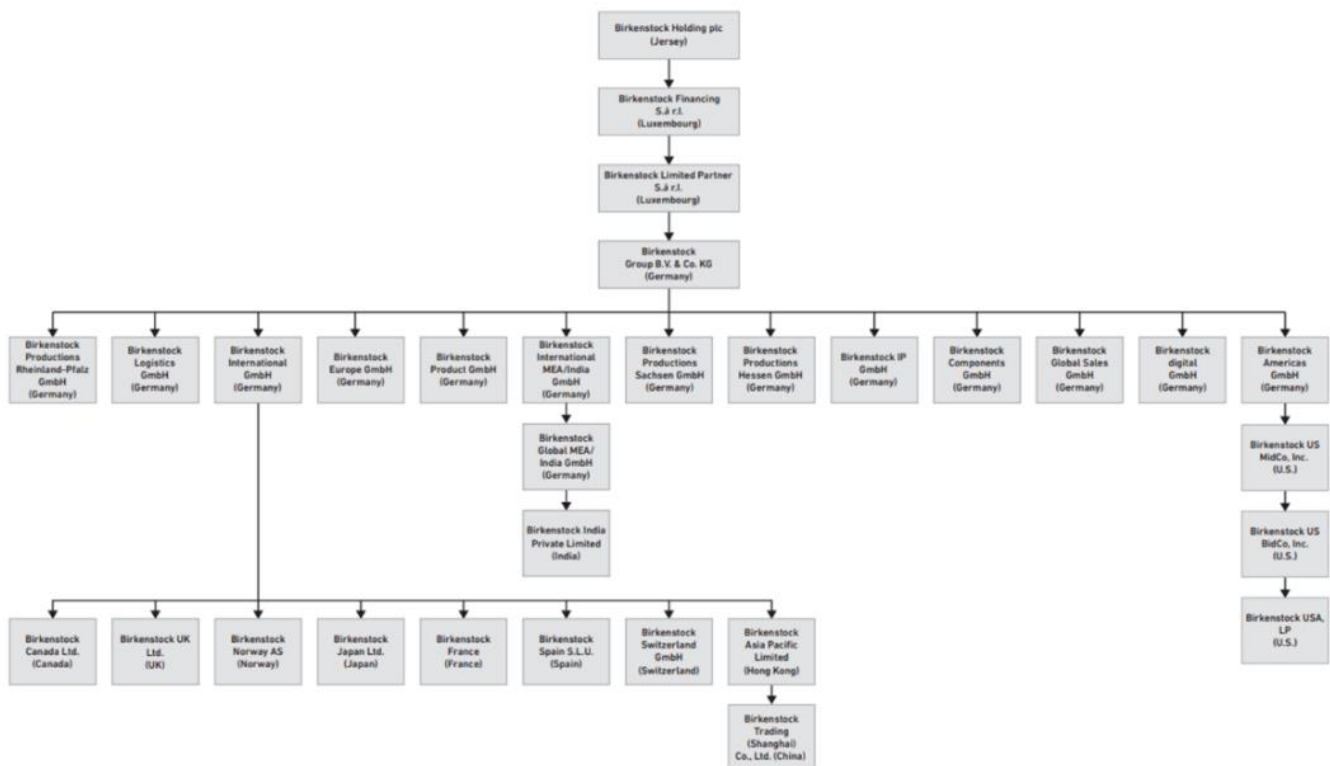 Birkenstock Holding plc
(Jersey)
Birkenstock Financing
S.à r.l.
(Luxembourg)
Birkenstock Limited Partner
S.à r.l.
(Luxembourg)
Birkenstock
Group B.V. & Co. KG
(Germany)
Birkenstock
Productions
Rheinland-Pfalz
GmbH
(Germany)
Birkenstock
Logistics
GmbH
(Germany)
Birkenstock
International
GmbH
(Germany)
Birkenstock
Europe GmbH
(Germany)
Birkenstock
Product GmbH
(Germany)
Birkenstock
International
MEA/India
GmbH
(Germany)
Birkenstock
Productions
Sachsen GmbH
(Germany)
Birkenstock
Productions
Hessen GmbH
(Germany)
Birkenstock IP
GmbH
(Germany)
Birkenstock
Components
GmbH
(Germany)
Birkenstock
Global Sales
GmbH
(Germany)
Birkenstock
digital
GmbH
(Germany)
Birkenstock
Americas
GmbH
(Germany)
Birkenstock
Global MEA/
India GmbH
(Germany)
Birkenstock US
MidCo, Inc.
(U.S.)
Birkenstock India
Private Limited
(India)
Birkenstock US
BidCo, Inc.
(U.S.)
Birkenstock
Canada Ltd.
(Canada)
Birkenstock UK
Ltd.
(UK)
Birkenstock
Norway AS
(Norway)
Birkenstock
Japan Ltd.
(Japan)
Birkenstock
France
(France)
Birkenstock
Spain S.L.U.
(Spain)
Birkenstock
Switzerland
GmbH
(Switzerland)
Birkenstock
Asia Pacific
Limited
(Hong Kong)
Birkenstock USA,
LP
(U.S.)
Birkenstock
Trading
(Shanghai)
Co., Ltd. (China)